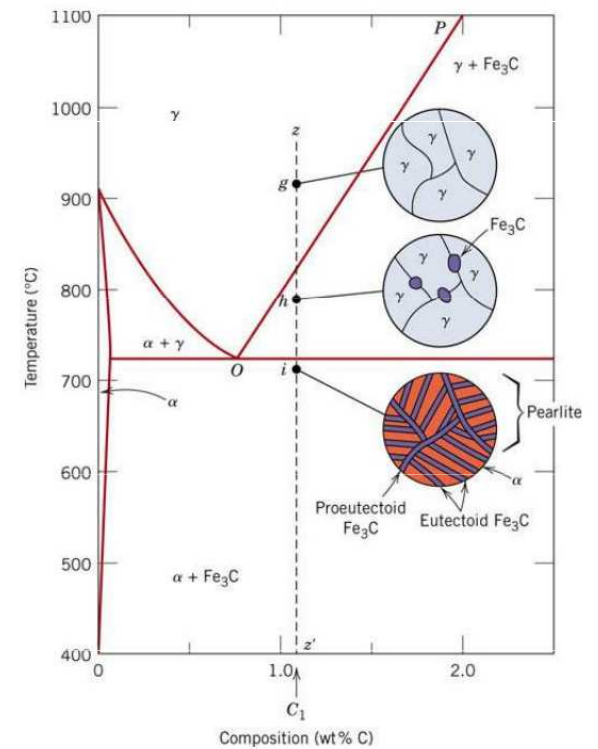 1100
P
γ + Fe₃C
γ
1000
z
γ
γ
γ
γ
g
900
Fe₃C
γ
γ
γ
γ
800
h
α + γ
O
i
700
α
Pearlite
α
600
Proeutectoid
Fe₃C
Eutectoid Fe₃C
α + Fe₃C
500
z'
400
0
1.0
2.0
C₁
Temperature (°C)
Composition (wt% C)